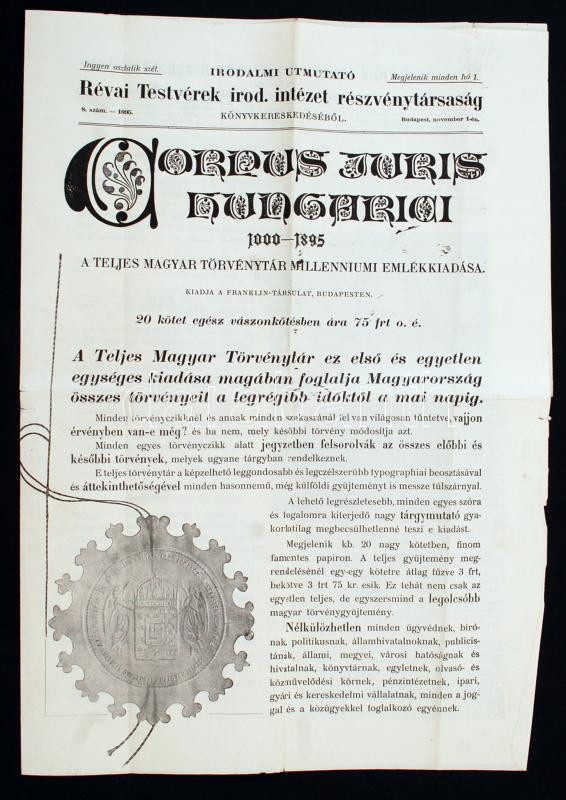 Ingyen oszlatik szét.
IRODALMI UTMUTATÓ
Megjelenik minden hó 1.
Révai Testvérek irod. intézet részvénytársaság
8. szám. — 1895.
KÖNYVKERESKEDÉSÉBŐL.
Budapest, november 1-én.
CORPUS JURIS
HUNGARICI
1000—1895
A TELJES MAGYAR TÖRVÉNYTÁR MILLENNIUMI EMLÉKKIADÁSA.
KIADJA A FRANKLIN-TÁRSULAT, BUDAPESTEN.
20 kötet egész vászonkötésben ára 75 frt o. é.
A Teljes Magyar Törvénytár ez első és egyetlen
egységes kiadása magában foglalja Magyarország
összes törvényeit a legrégibb időktől a mai napig.
Minden törvényczikknél és annak minden szakaszánál fel van világosan tüntetve, vajjon
érvényben van-e még? és ha nem, mely későbbi törvény módosítja azt.
Minden egyes törvényczikk alatt jegyzetben felsorolvák az összes előbbi és
későbbi törvények, melyek ugyane tárgyban rendelkeznek.
E teljes törvénytár a képzelhető leggondosabb és legczélszerübb typographiai beosztásával
és áttekinthetőségével minden hasonnemű, még külföldi gyüjteményt is messze túlszárnyal.
A lehető legrészletesebb, minden egyes szóra
és fogalomra kiterjedő nagy tárgymutató gya-
korlatilag megbecsülhetlenné teszi e kiadást.
Megjelenik kb. 20 nagy kötetben, finom
famentes papiron. A teljes gyüjtemény meg-
rendelésénél egy-egy kötetre átlag fűzve 3 frt,
bekötve 3 frt 75 kr. esik. Ez tehát nem csak az
egyetlen teljes, de egyszersmind a legolcsóbb
magyar törvénygyüjtemény.
Nélkülözhetlen minden ügyvédnek, biró-
nak, politikusnak, államhivatalnoknak, publicis-
tának, állami, megyei, városi hatóságnak és
hivatalnak, könyvtárnak, egyletnek, olvasó- és
közművelődési körnek, pénzintézetnek, ipari,
gyári és kereskedelmi vállalatnak, minden a jog-
gal és a közügyekkel foglalkozó egyénnek.